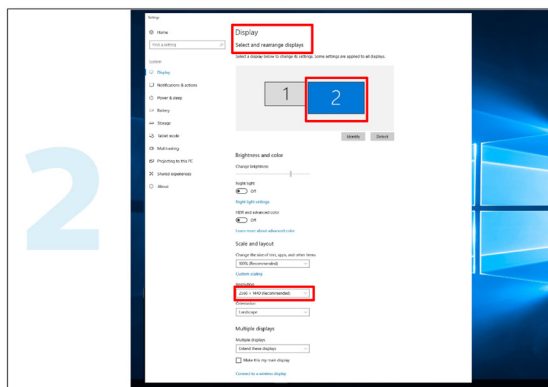 Settings
Home
Find a setting
System
Display
Notifications & actions
Power & sleep
Battery
Storage
Tablet mode
Multitasking
Projecting to this PC
Shared experiences
About
2
Display
Select and rearrange displays
Select a display below to change its settings. Some settings are applied to all displays.
1
2
Identify
Detect
Brightness and color
Change brightness
Night light
Off
Night light settings
HDR and advanced color
Off
Learn more about advanced color
Scale and layout
Change the size of text, apps, and other items
100% (Recommended)
Custom scaling
Resolution
2560 × 1440 (Recommended)
Orientation
Landscape
Multiple displays
Multiple displays
Extend these displays
Make this my main display
Connect to a wireless display